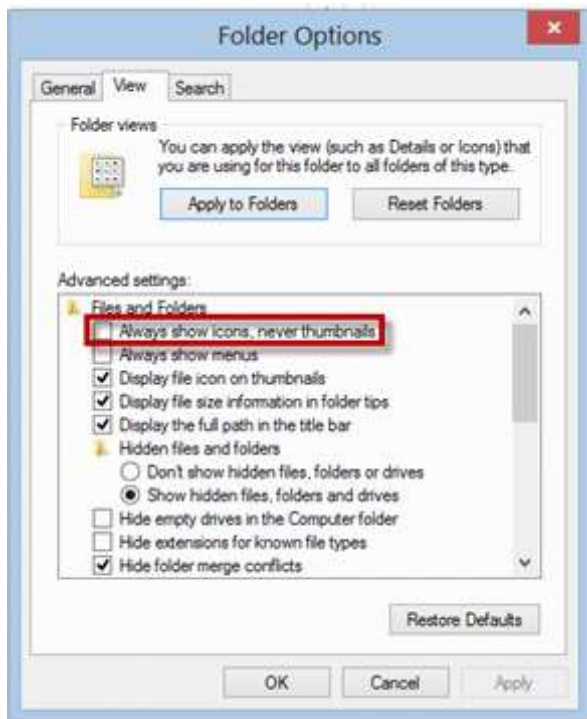 Folder Options
General View Search
Folder views
You can apply the view (such as Details or Icons) that
you are using for this folder to all folders of this type.
Apply to Folders Reset Folders
Advanced settings:
Files and Folders
Always show icons, never thumbnails
Always show menus
Display file icon on thumbnails
Display file size information in folder tips
Display the full path in the title bar
Hidden files and folders
Don't show hidden files, folders or drives
Show hidden files, folders and drives
Hide empty drives in the Computer folder
Hide extensions for known file types
Hide folder merge conflicts
Restore Defaults
OK Cancel Apply